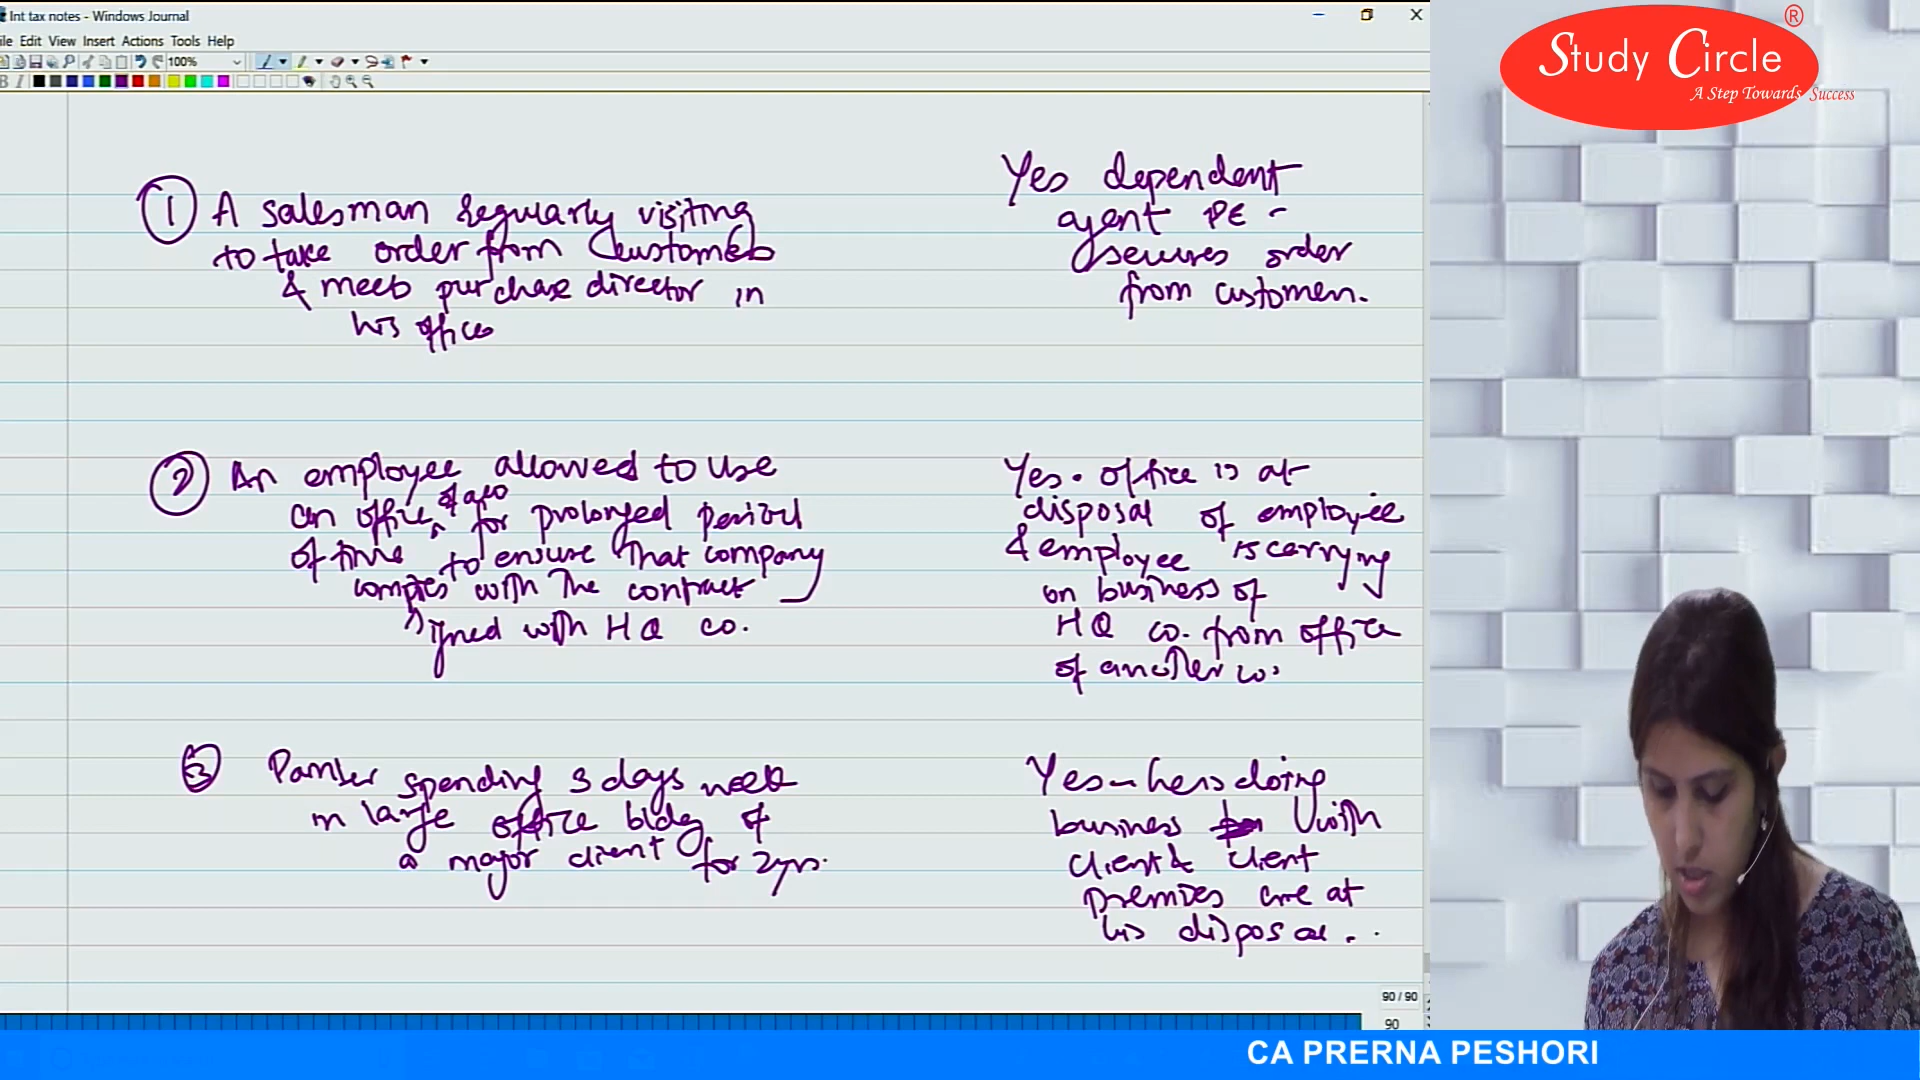 Int tax notes - Windows Journal
ile Edit View Insert Actions Tools Help
100%
B I
Study Circle ®
A Step Towards Success
① A salesman regularly visiting
to take order from customers
& meets purchase director in
his office
Yes dependent
agent PE -
secures order
from customers.
② An employee allowed to use
an office of a co for prolonged period
of time to ensure that company
complies with the contract
signed with HQ co.
Yes. office is at
disposal of employee
& employee is carrying
on business of
HQ co. from office
of another co.
③ Painter spending 3 days week
in large office bldg of
a major client for 2yrs.
Yes - he is doing
business with
client & client
premises are at
his disposal..
90 / 90
90
CA PRERNA PESHORI